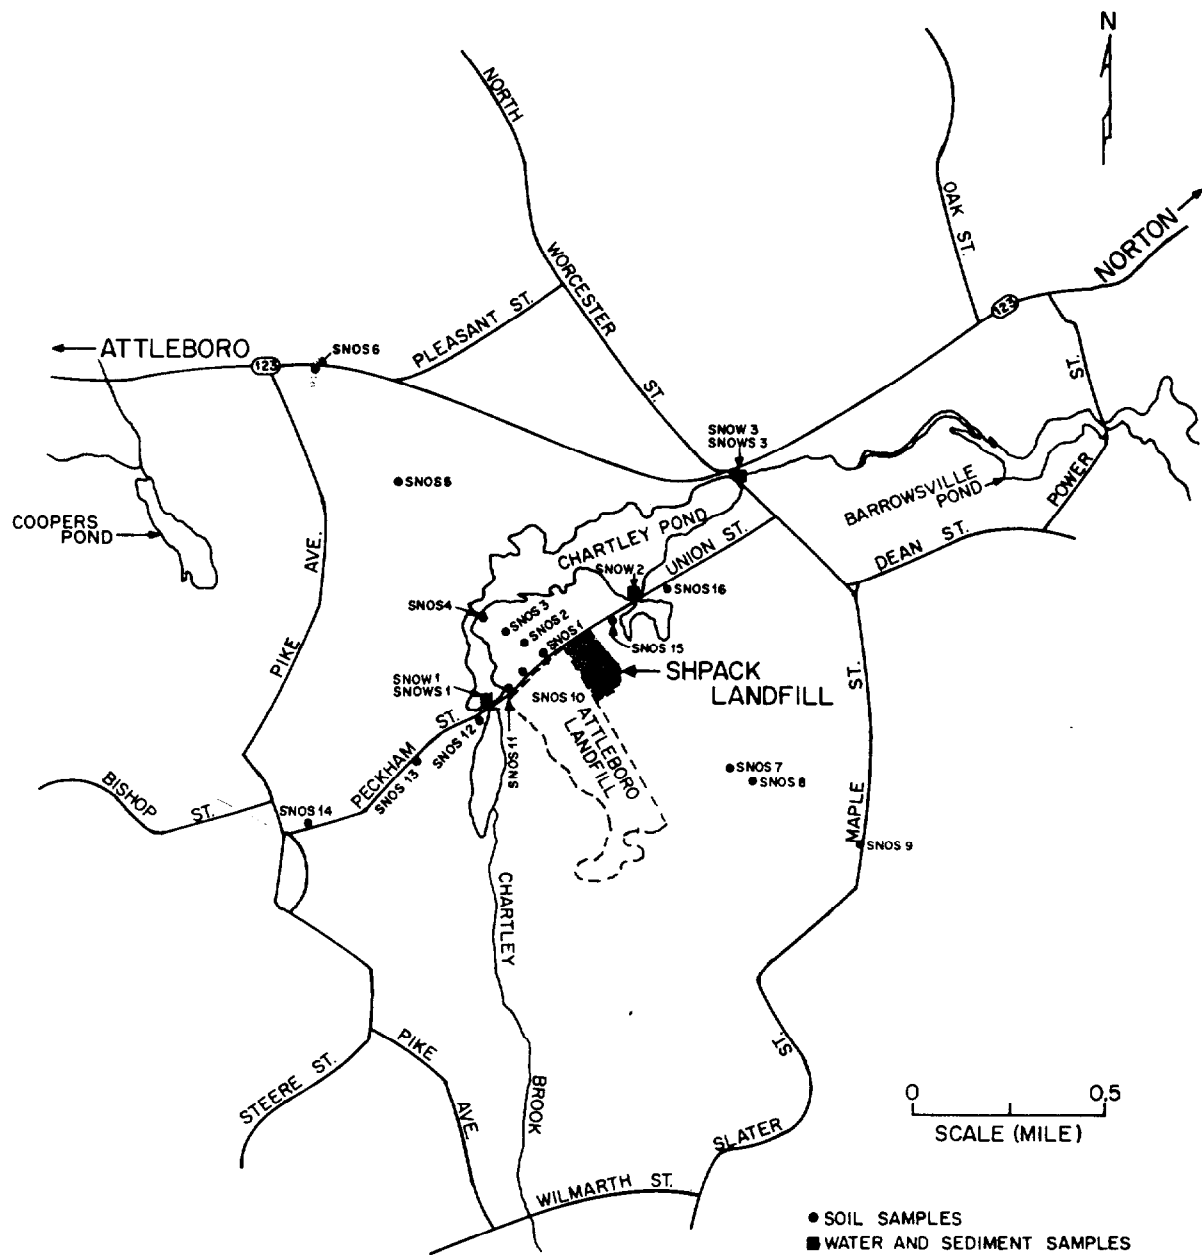 N
NORTH
WORCESTER
ST.
OAK ST.
NORTON
123
PLEASANT ST.
ATTLEBORO
SNOS 6
123
ST.
POWER
SNOW 3
SNOWS 3
SNOS 5
BARROWSVILLE
POND
COOPERS
POND
CHARTLEY POND
UNION ST.
DEAN ST.
PIKE
AVE.
SNOW 2
SNOS 16
SNOS4
SNOS 3
SNOS 2
SNOS 1
SNOS 15
SHPACK
LANDFILL
SNOW 1
SNOWS 1
SNOS 10
ATTLEBORO
LANDFILL
SNOS 11
SNOS 12
PECKHAM ST.
SNOS 13
SNOS 14
BISHOP ST.
SNOS 7
SNOS 8
MAPLE ST.
SNOS 9
CHARTLEY
BROOK
STEERE ST.
PIKE
AVE.
SLATER
ST.
WILMARTH ST.
0 0.5
SCALE (MILE)
SOIL SAMPLES
WATER AND SEDIMENT SAMPLES